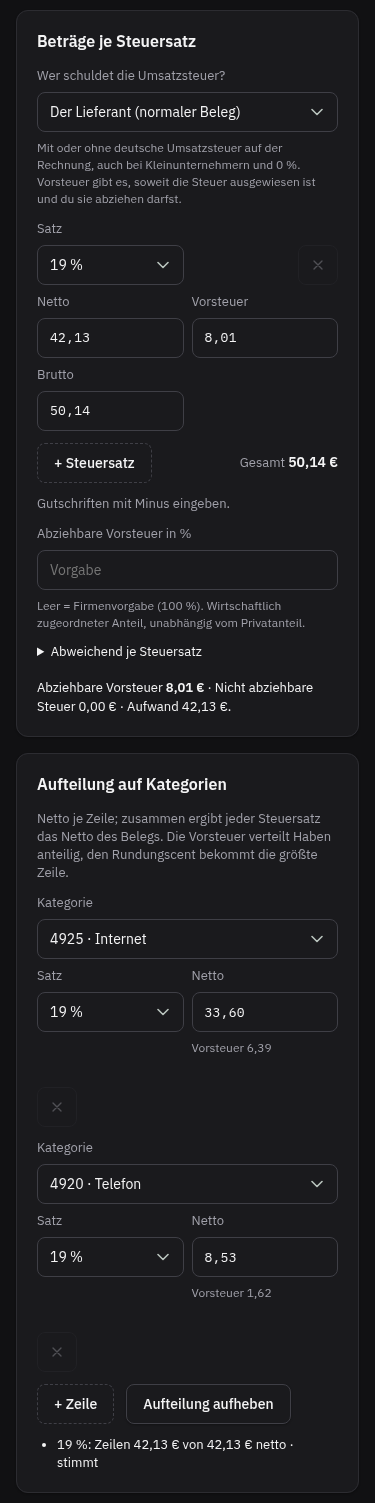 Beträge je Steuersatz
Wer schuldet die Umsatzsteuer?
Der Lieferant (normaler Beleg)
Mit oder ohne deutsche Umsatzsteuer auf der
Rechnung, auch bei Kleinunternehmern und 0 %.
Vorsteuer gibt es, soweit die Steuer ausgewiesen ist
und du sie abziehen darfst.
Satz
19 %
Netto Vorsteuer
42,13 8,01
Brutto
50,14
+ Steuersatz Gesamt 50,14 €
Gutschriften mit Minus eingeben.
Abziehbare Vorsteuer in %
Vorgabe
Leer = Firmenvorgabe (100 %). Wirtschaftlich
zugeordneter Anteil, unabhängig vom Privatanteil.
Abweichend je Steuersatz
Abziehbare Vorsteuer 8,01 € · Nicht abziehbare
Steuer 0,00 € · Aufwand 42,13 €.
Aufteilung auf Kategorien
Netto je Zeile; zusammen ergibt jeder Steuersatz
das Netto des Belegs. Die Vorsteuer verteilt Haben
anteilig, den Rundungscent bekommt die größte
Zeile.
Kategorie
4925 · Internet
Satz Netto
19 % 33,60
Vorsteuer 6,39
Kategorie
4920 · Telefon
Satz Netto
19 % 8,53
Vorsteuer 1,62
+ Zeile Aufteilung aufheben
• 19 %: Zeilen 42,13 € von 42,13 € netto ·
stimmt